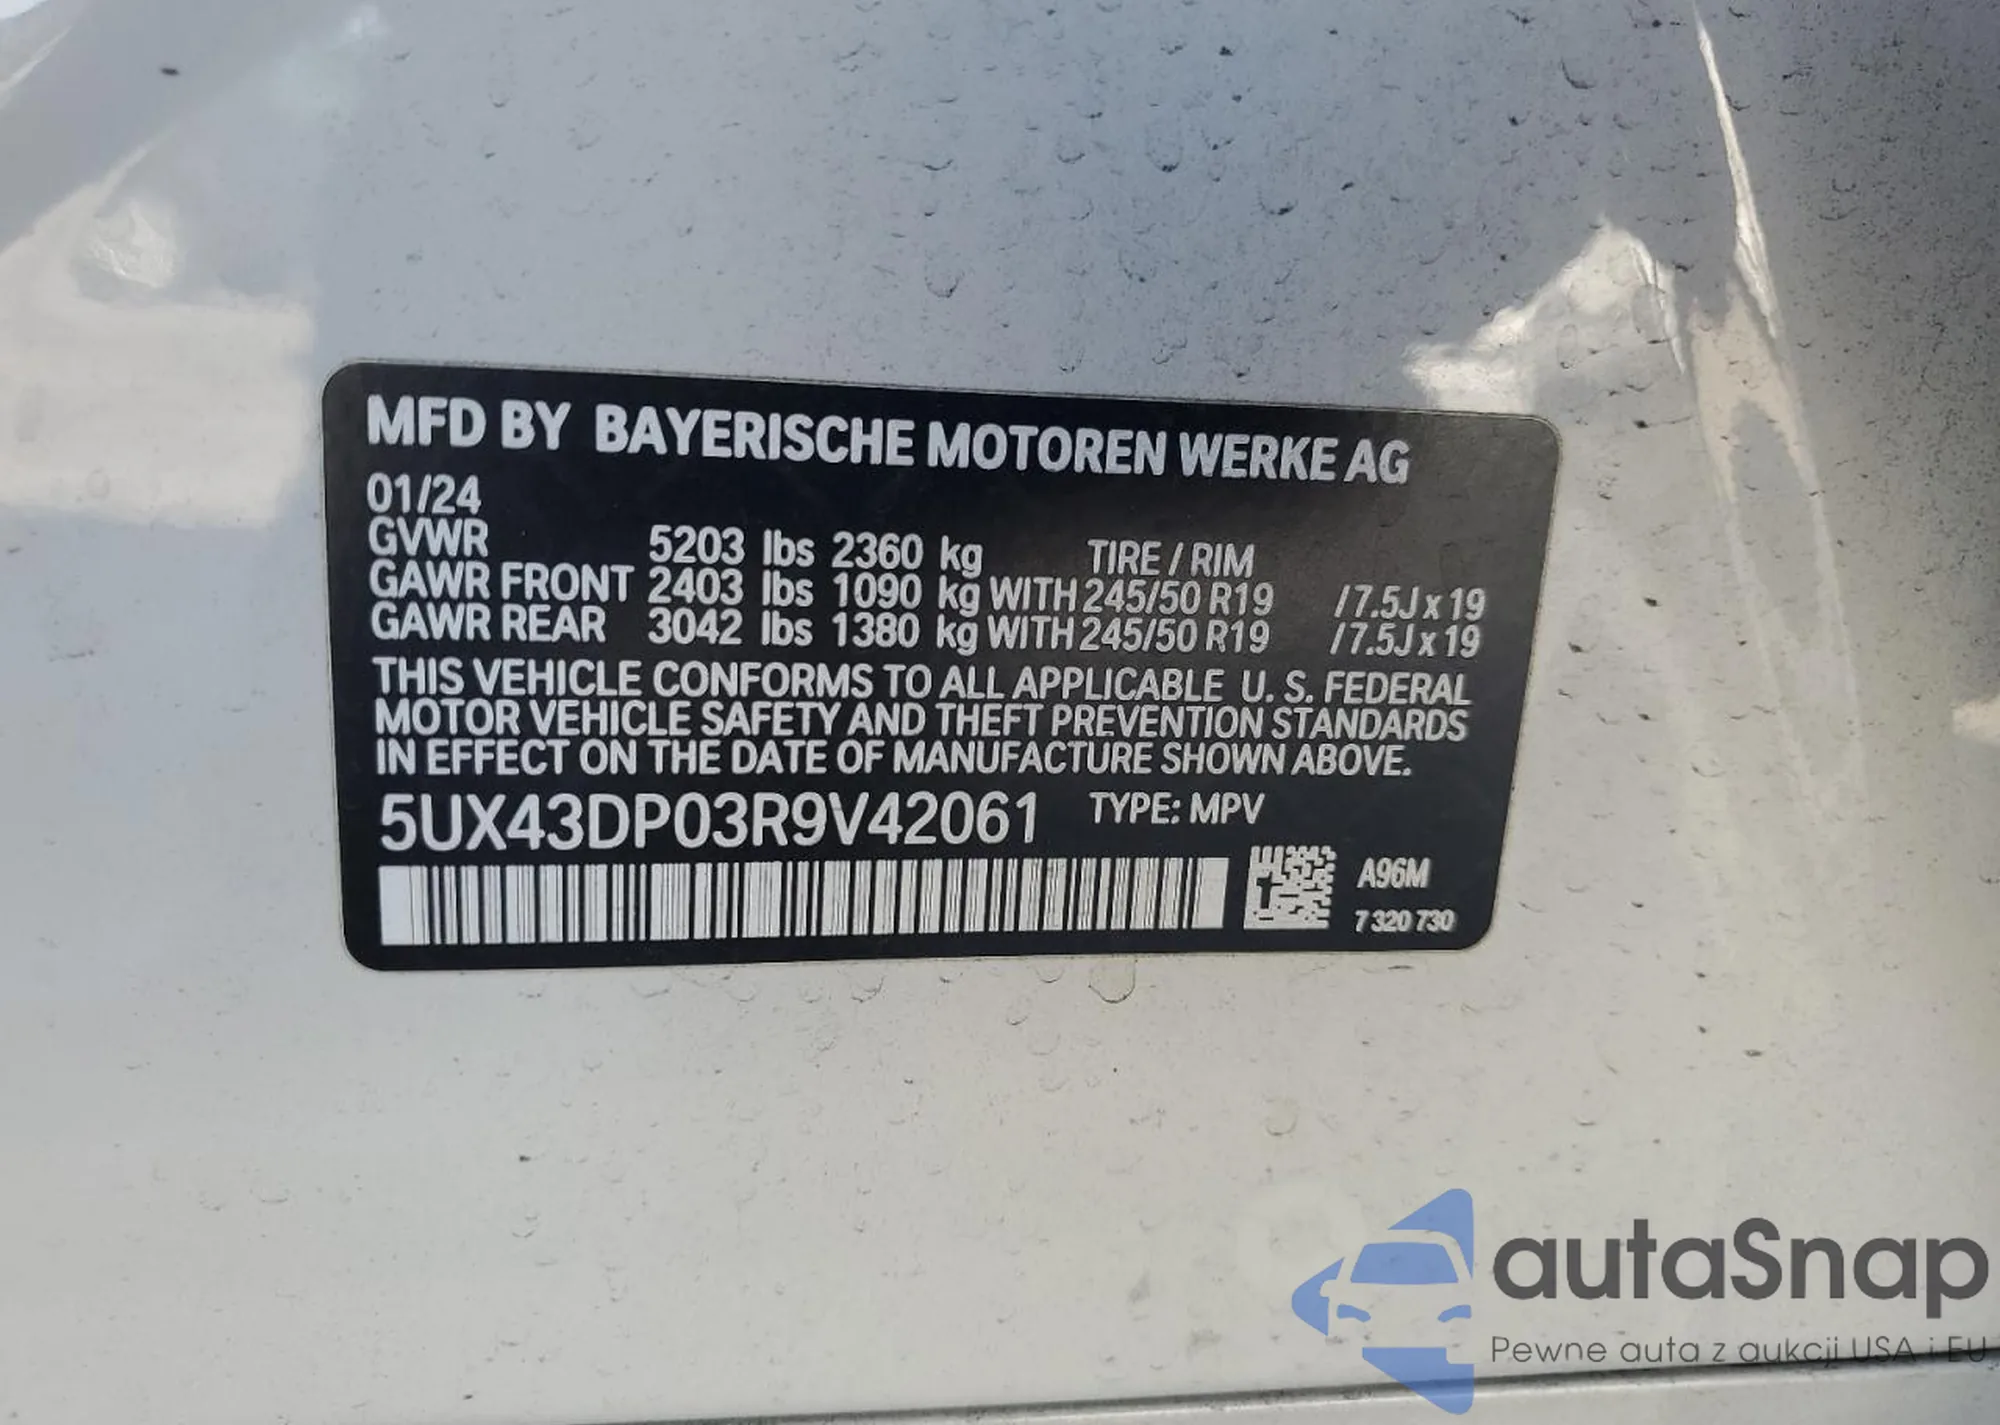 MFD BY BAYERISCHE MOTOREN WERKE AG
01/24
GVWR 5203 lbs 2360 kg TIRE / RIM
GAWR FRONT 2403 lbs 1090 kg WITH 245/50 R19 / 7.5J x 19
GAWR REAR 3042 lbs 1380 kg WITH 245/50 R19 / 7.5J x 19
THIS VEHICLE CONFORMS TO ALL APPLICABLE U. S. FEDERAL
MOTOR VEHICLE SAFETY AND THEFT PREVENTION STANDARDS
IN EFFECT ON THE DATE OF MANUFACTURE SHOWN ABOVE.
5UX43DP03R9V42061 TYPE: MPV
A96M
7 320 730
autaSnap
Pewne auta z aukcji USA i EU